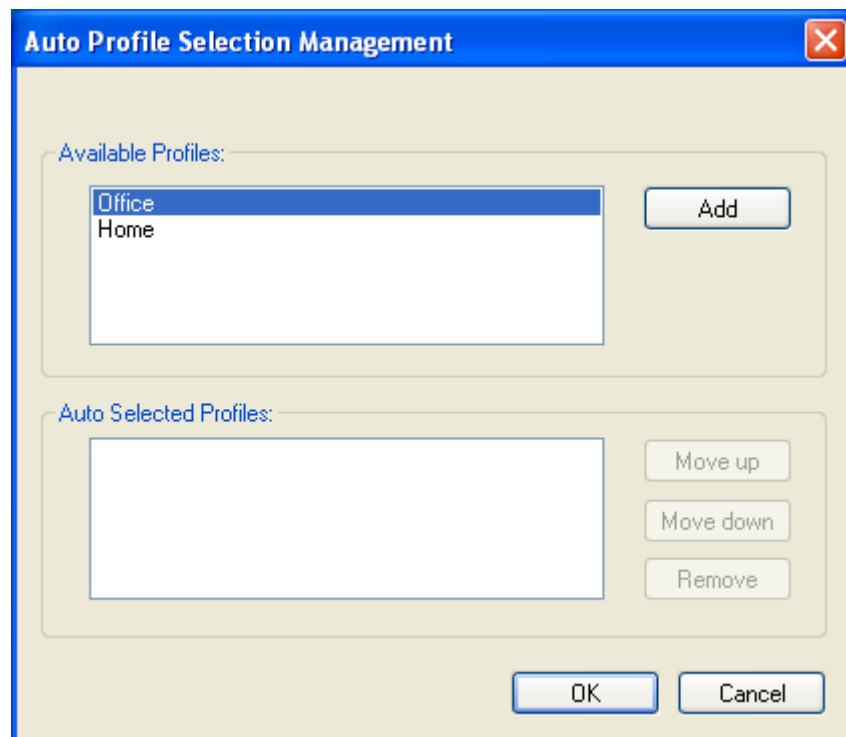 Auto Profile Selection Management
Available Profiles:
Office
Home
Add
Auto Selected Profiles:
Move up
Move down
Remove
OK
Cancel